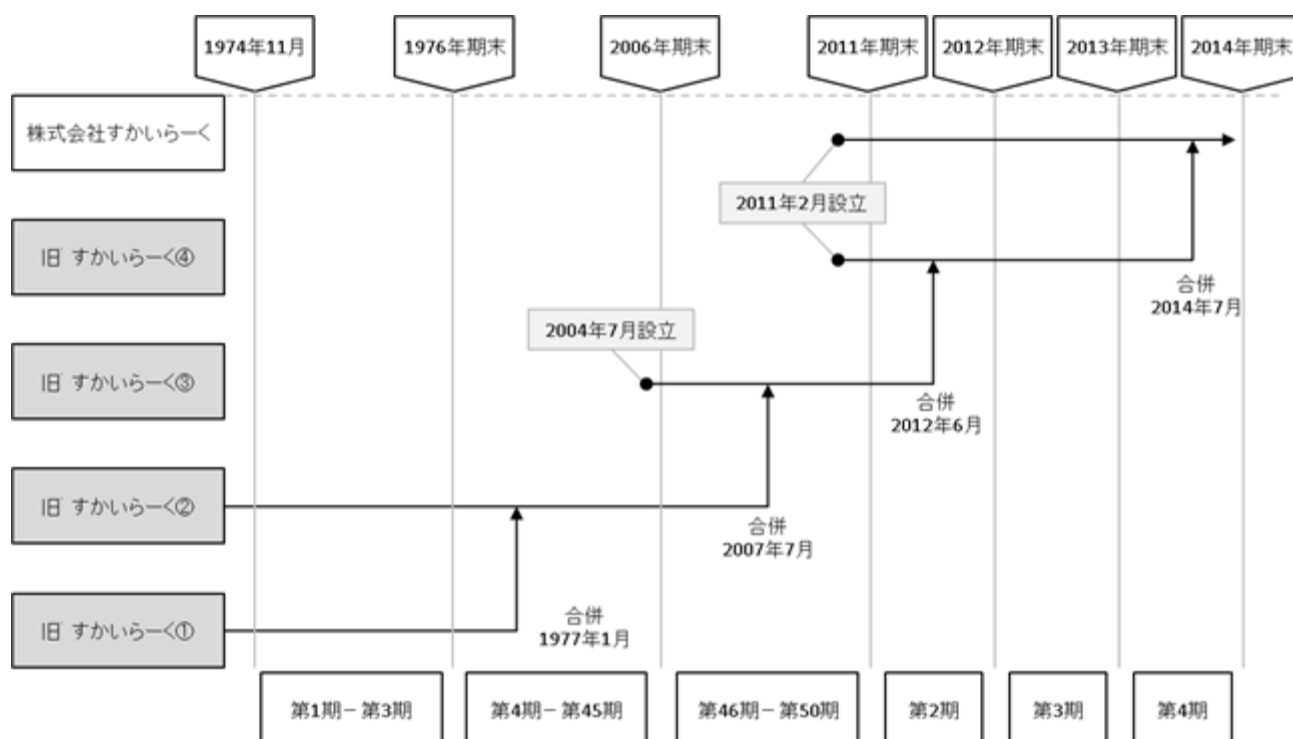 1974年11月
1976年期末
2006年期末
2011年期末
2012年期末
2013年期末
2014年期末
株式会社すかいらーく
2011年2月設立
旧 すかいらーく④
合併
2014年7月
2004年7月設立
旧 すかいらーく③
合併
2012年6月
旧 すかいらーく②
合併
2007年7月
旧 すかいらーく①
合併
1977年1月
第1期－第3期
第4期－第45期
第46期－第50期
第2期
第3期
第4期